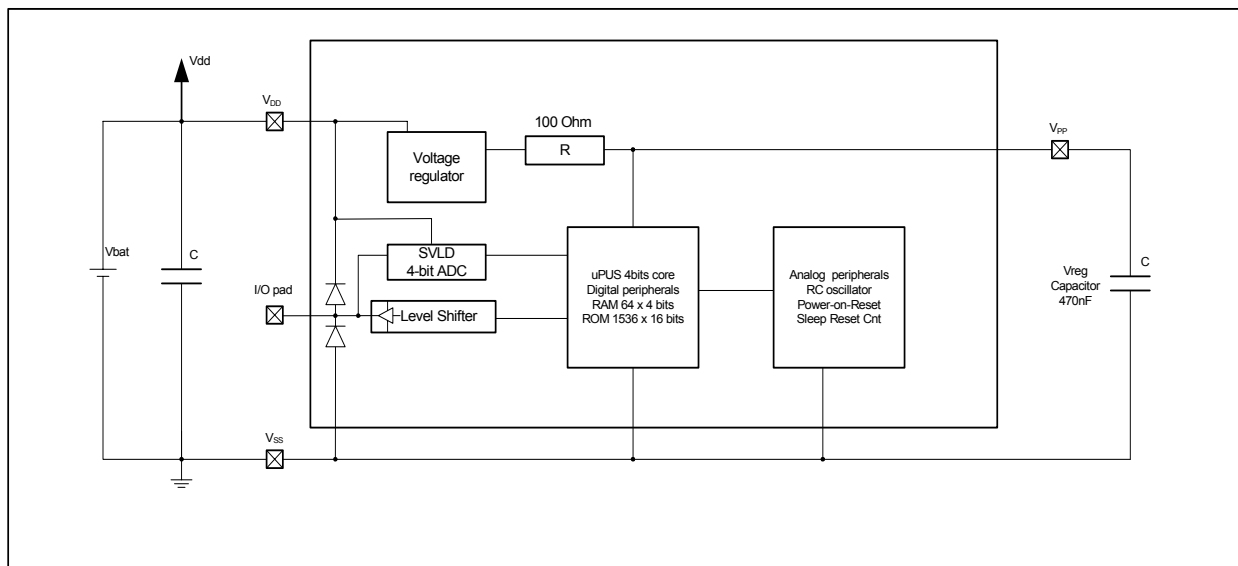 Vdd
VDD
100 Ohm
VPP
Voltage
regulator
R
Vbat
C
SVLD
4-bit ADC
I/O pad
Level Shifter
uPUS 4bits core
Digital peripherals
RAM 64 x 4 bits
ROM 1536 x 16 bits
Analog peripherals
RC oscillator
Power-on-Reset
Sleep Reset Cnt
C
Vreg
Capacitor
470nF
VSS